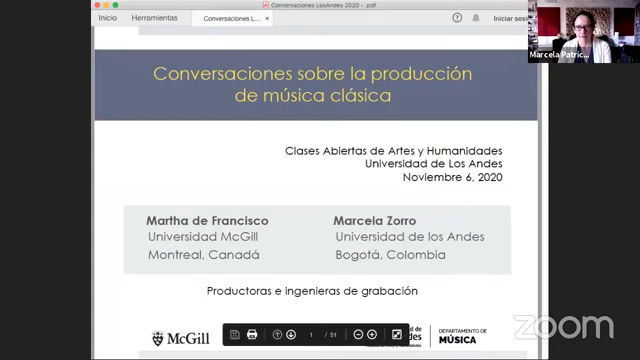 Conversaciones LosAndes 2020 - .pdf
Inicio
Herramientas
Conversaciones L...
Iniciar sesi
Marcela Patric...
Conversaciones sobre la producción
de música clásica
Clases Abiertas de Artes y Humanidades
Universidad de Los Andes
Noviembre 6, 2020
Martha de Francisco
Universidad McGill
Montreal, Canadá
Marcela Zorro
Universidad de los Andes
Bogotá, Colombia
Productoras e ingenieras de grabación
McGill
1 / 51
de
DEPARTAMENTO DE
MÚSICA
zoom